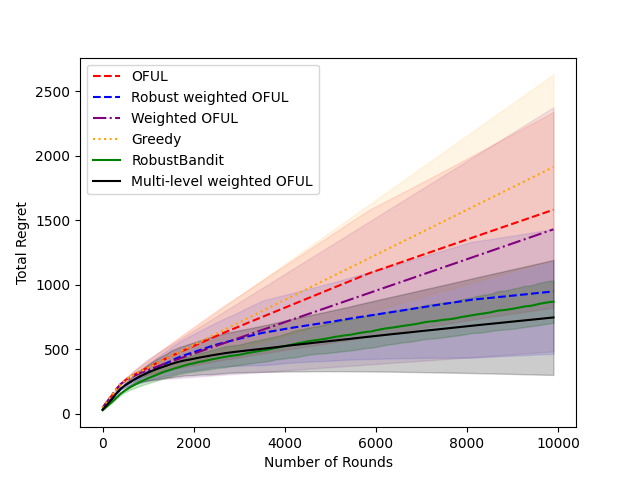 OFUL
Robust weighted OFUL
Weighted OFUL
Greedy
RobustBandit
Multi-level weighted OFUL
Total Regret
2500
2000
1500
1000
500
0
0 2000 4000 6000 8000 10000
Number of Rounds